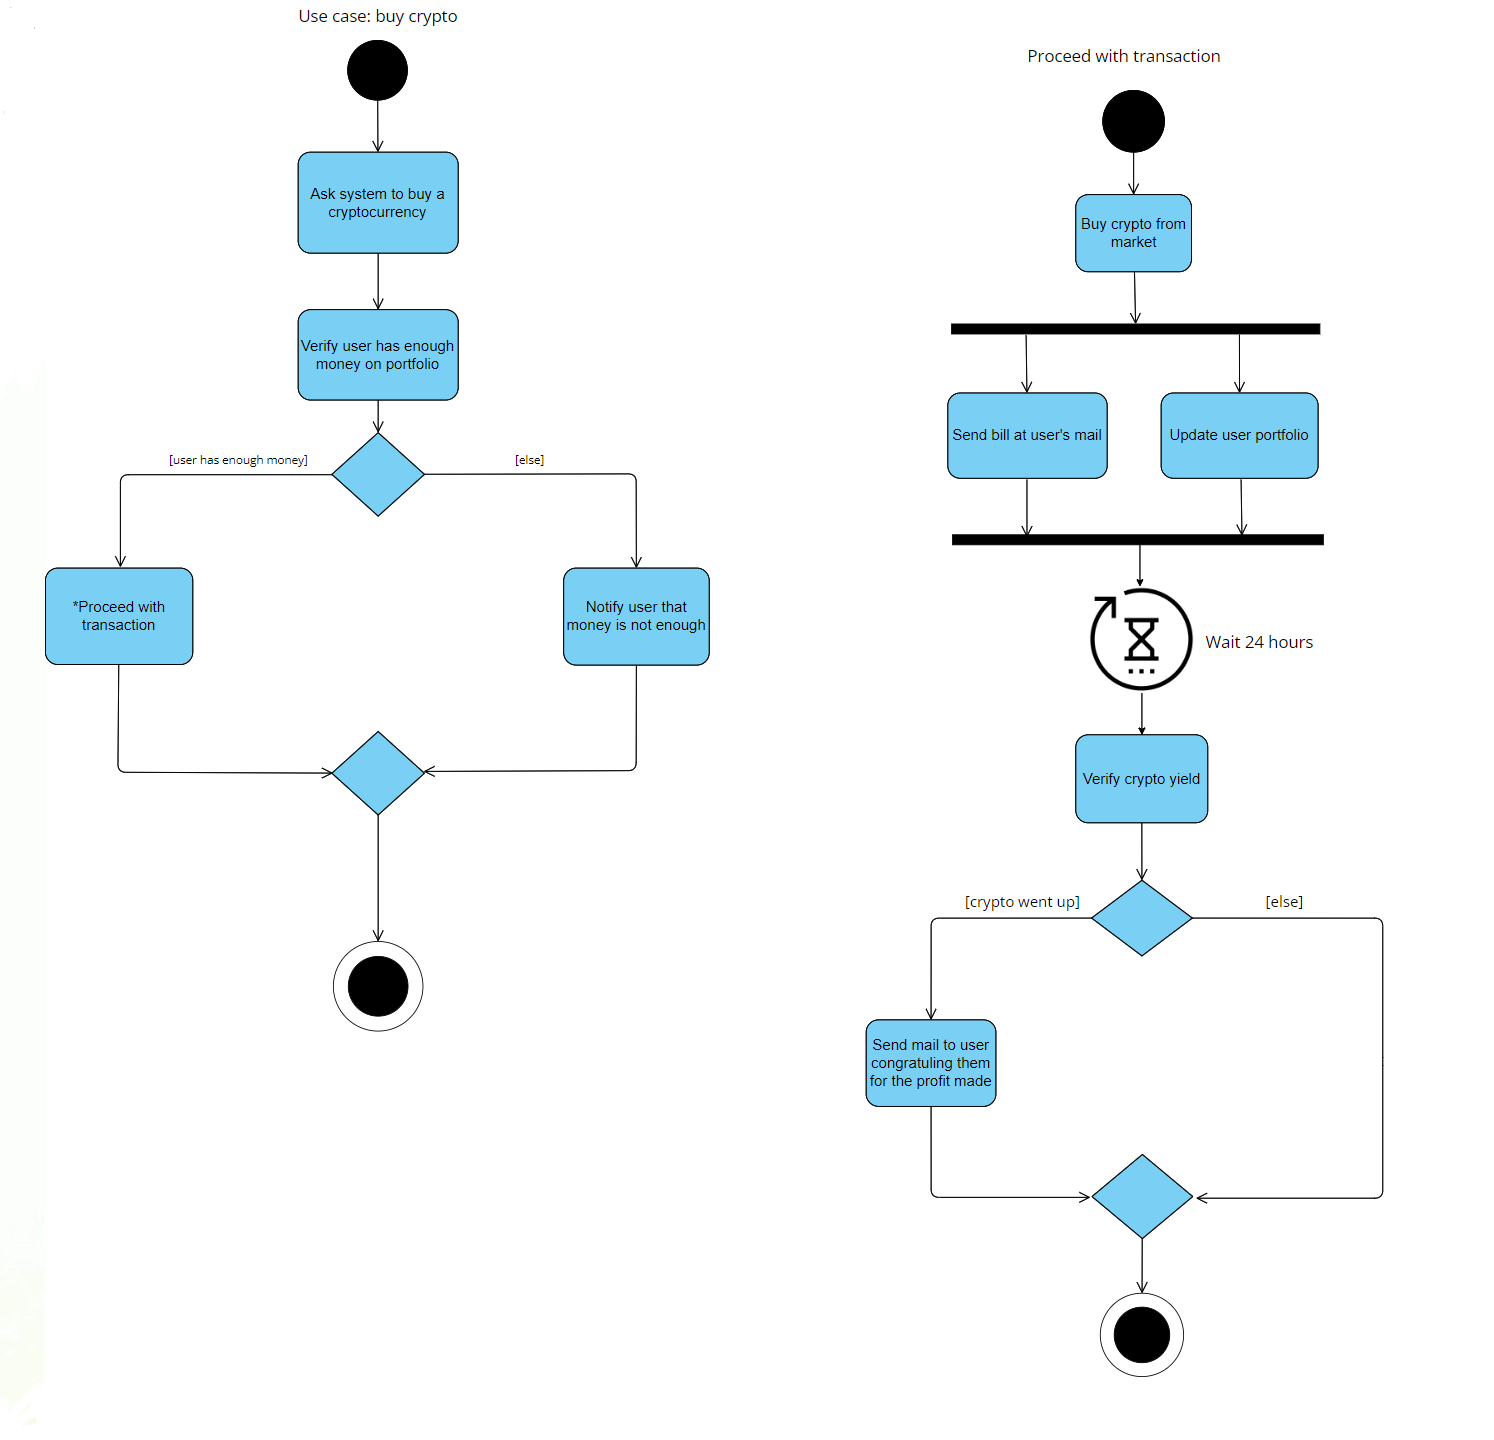 Use case: buy crypto
Ask system to buy a
cryptocurrency
Verify user has enough
money on portfolio
[user has enough money]
[else]
*Proceed with
transaction
Notify user that
money is not enough
Proceed with transaction
Buy crypto from
market
Send bill at user's mail
Update user portfolio
Wait 24 hours
Verify crypto yield
[crypto went up]
[else]
Send mail to user
congratuling them
for the profit made